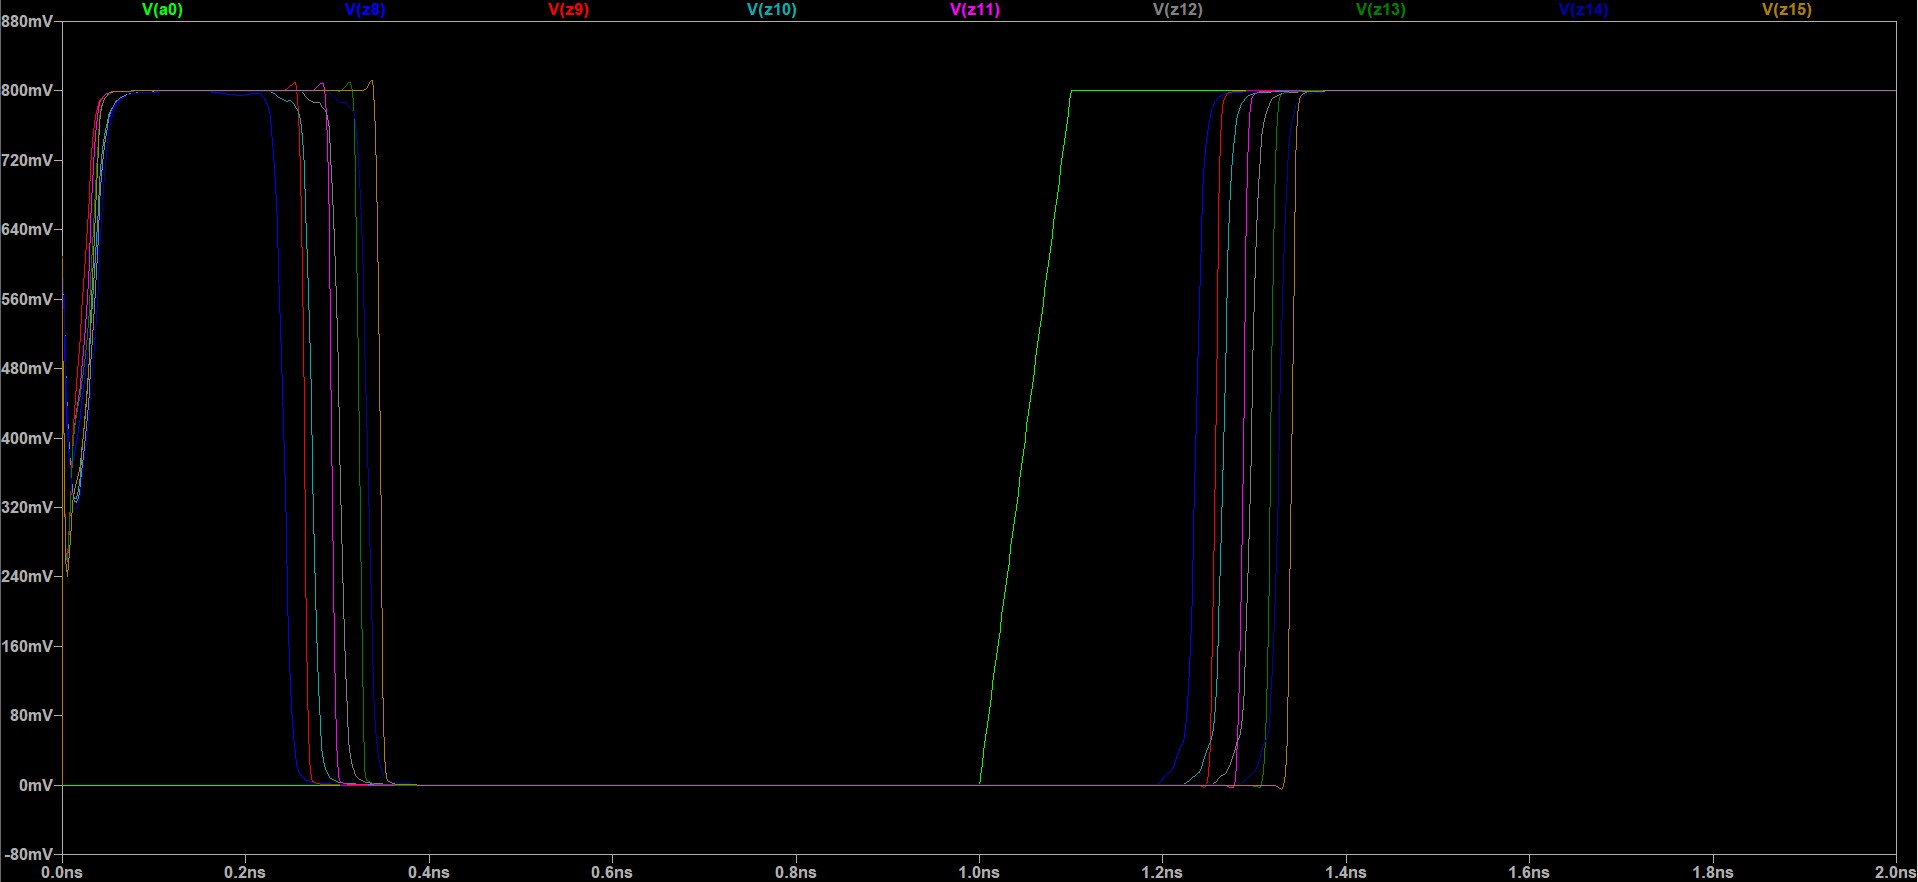 V(a0) V(z8) V(z9) V(z10) V(z11) V(z12) V(z13) V(z14) V(z15)
880mV
800mV
720mV
640mV
560mV
480mV
400mV
320mV
240mV
160mV
80mV
0mV
-80mV
0.0ns 0.2ns 0.4ns 0.6ns 0.8ns 1.0ns 1.2ns 1.4ns 1.6ns 1.8ns 2.0ns